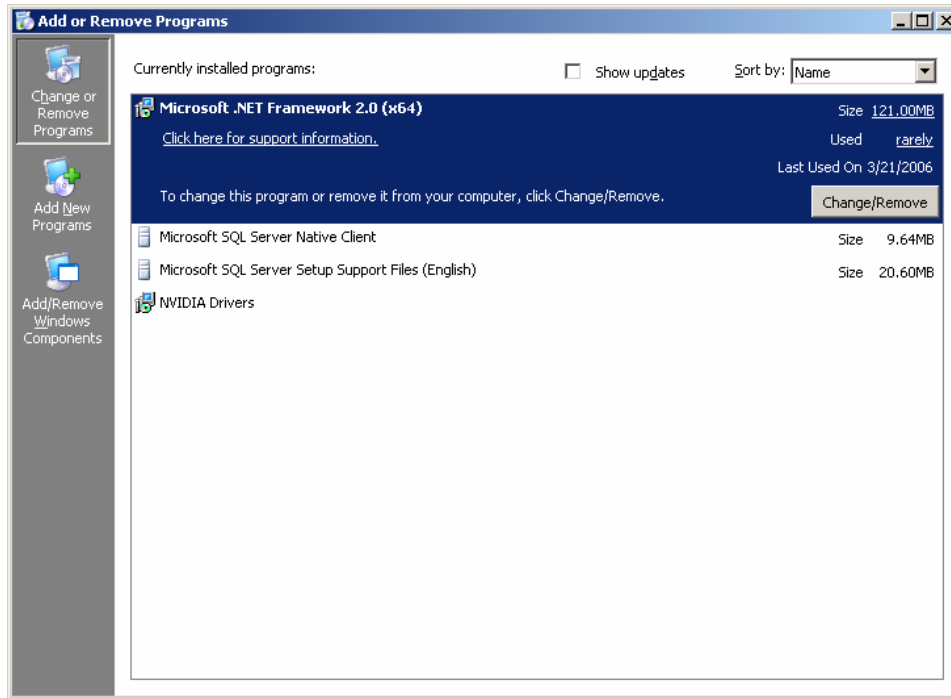 Add or Remove Programs
Currently installed programs:
Show updates
Sort by: Name
Change or
Remove
Programs
Add New
Programs
Add/Remove
Windows
Components
Microsoft .NET Framework 2.0 (x64)
Size 121.00MB
Click here for support information.
Used rarely
Last Used On 3/21/2006
To change this program or remove it from your computer, click Change/Remove.
Change/Remove
Microsoft SQL Server Native Client
Size 9.64MB
Microsoft SQL Server Setup Support Files (English)
Size 20.60MB
NVIDIA Drivers